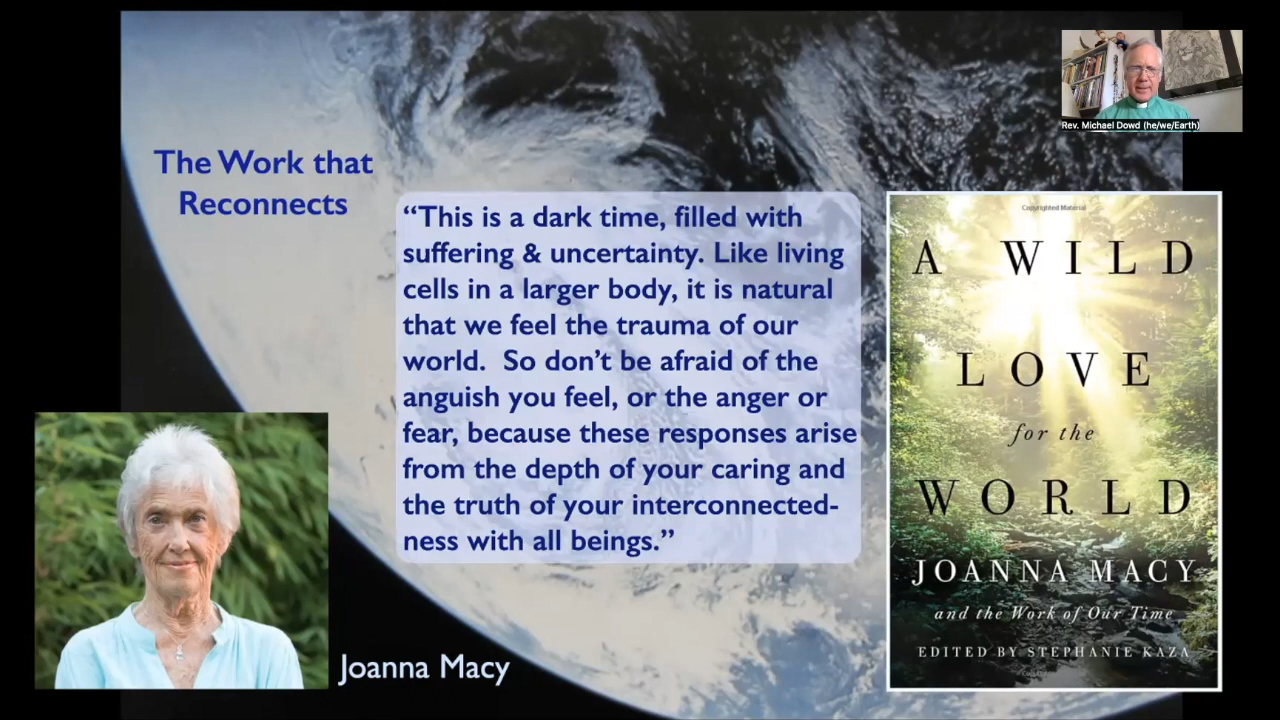 Rev. Michael Dowd (he/we/Earth)
The Work that
Reconnects
“This is a dark time, filled with
suffering & uncertainty. Like living
cells in a larger body, it is natural
that we feel the trauma of our
world.  So don’t be afraid of the
anguish you feel, or the anger or
fear, because these responses arise
from the depth of your caring and
the truth of your interconnected-
ness with all beings.”
Joanna Macy
Copyrighted Material
A WILD
LOVE
for the
WORLD
JOANNA MACY
and the Work of Our Time
EDITED BY STEPHANIE KAZA